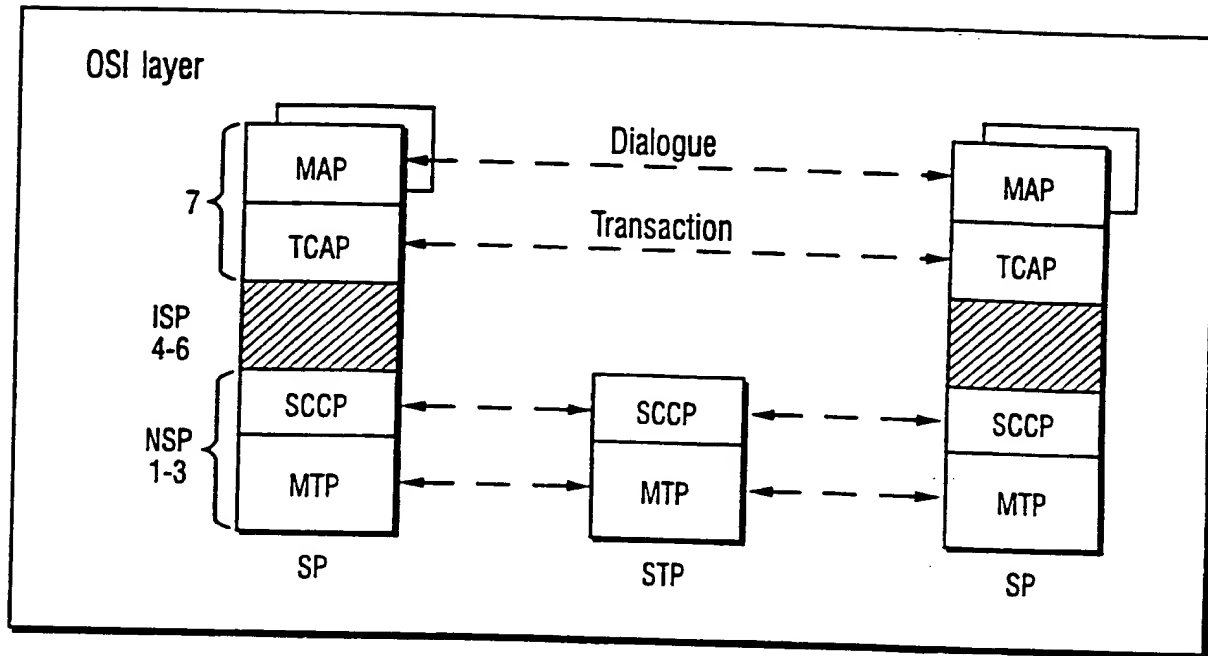 OSI layer
7
MAP
TCAP
ISP
4-6
NSP
1-3
SCCP
MTP
SP
Dialogue
Transaction
SCCP
MTP
STP
MAP
TCAP
SCCP
MTP
SP